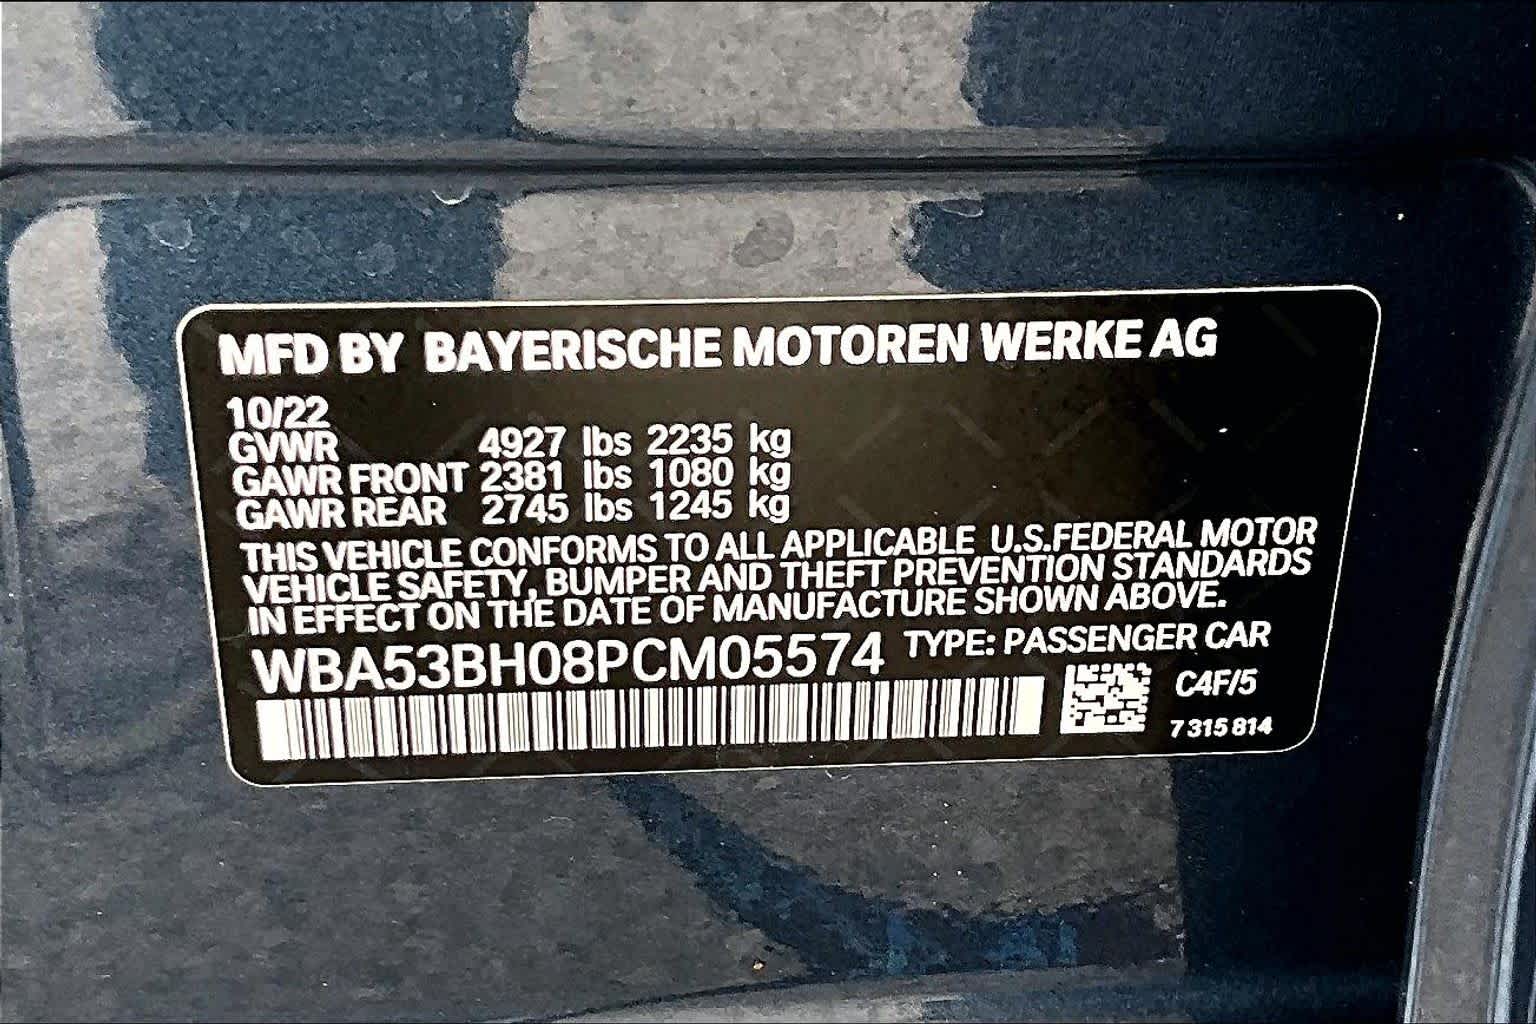 MFD BY BAYERISCHE MOTOREN WERKE AG
10/22
GVWR 4927 lbs 2235 kg
GAWR FRONT 2381 lbs 1080 kg
GAWR REAR 2745 lbs 1245 kg
THIS VEHICLE CONFORMS TO ALL APPLICABLE U.S.FEDERAL MOTOR
VEHICLE SAFETY, BUMPER AND THEFT PREVENTION STANDARDS
IN EFFECT ON THE DATE OF MANUFACTURE SHOWN ABOVE.
WBA53BH08PCM05574 TYPE: PASSENGER CAR
C4F/5
7 315 814